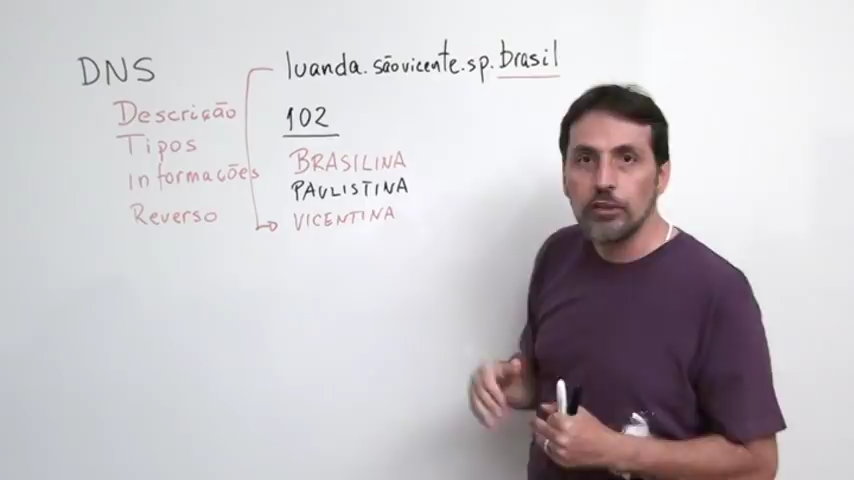 DNS
Descrição
Tipos
Informações
Reverso
luanda.sãovicente.sp.brasil
102
BRASILINA
PAULISTINA
VICENTINA